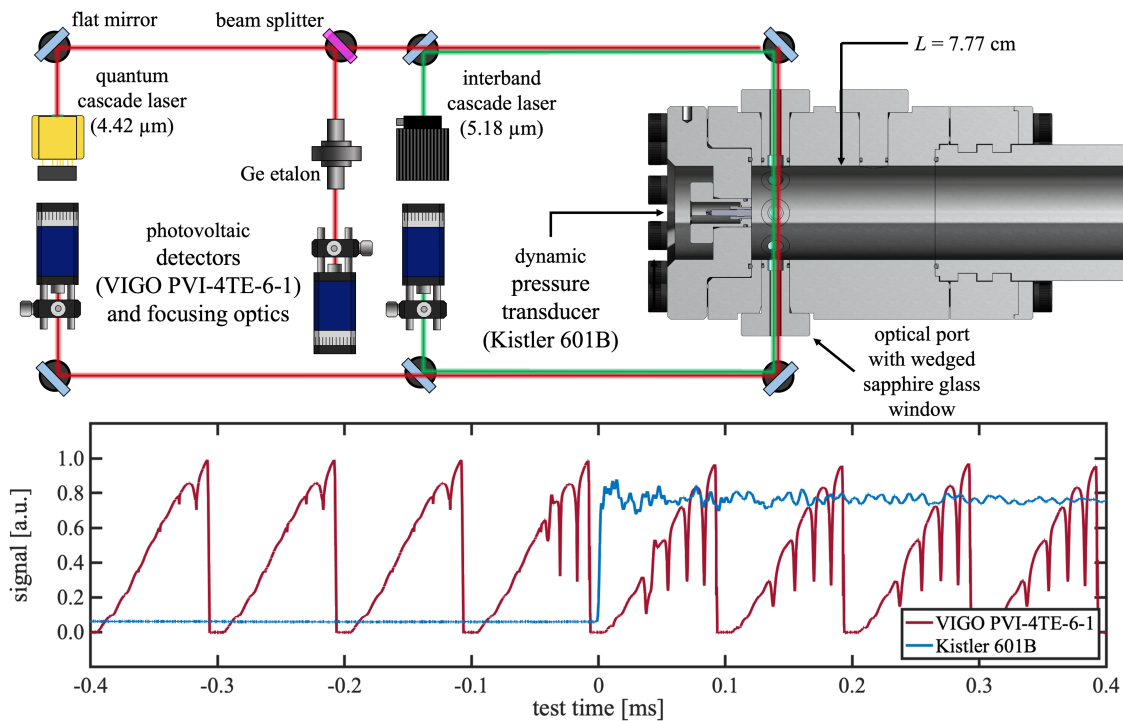 flat mirror
beam splitter
L = 7.77 cm
quantum
cascade laser
(4.42 µm)
interband
cascade laser
(5.18 µm)
Ge etalon
photovoltaic
detectors
(VIGO PVI-4TE-6-1)
and focusing optics
dynamic
pressure
transducer
(Kistler 601B)
optical port
with wedged
sapphire glass
window
signal [a.u.]
1.0
0.8
0.6
0.4
0.2
0.0
VIGO PVI-4TE-6-1
Kistler 601B
-0.4
-0.3
-0.2
-0.1
0
0.1
0.2
0.3
0.4
test time [ms]